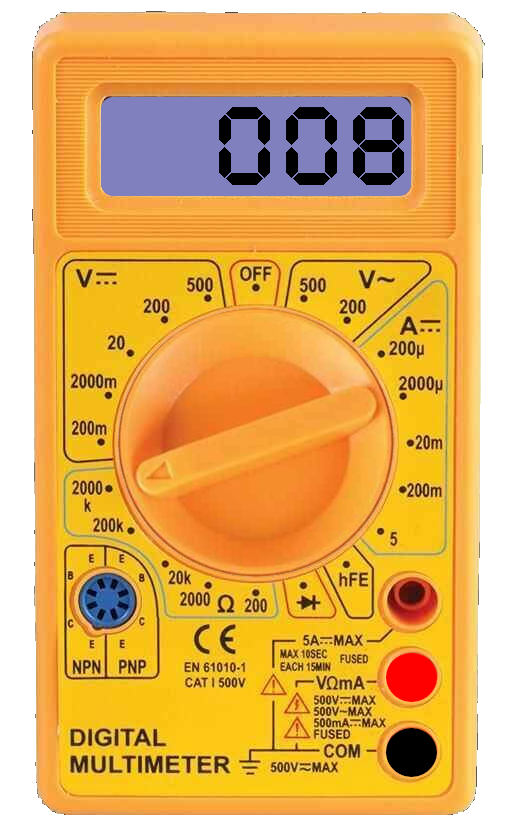 008
OFF
V⎓ 500 500 V~
200 200
A⎓
20 200µ
2000m 2000µ
200m 20m
2000 k 200m
200k 5
20k hFE
2000 Ω 200
E E
B B
C C
E E
NPN PNP
CE
EN 61010-1
CAT I 500V
5A⎓MAX
MAX 10SEC FUSED
EACH 15MIN
VΩmA
500V⎓MAX
500V~MAX
500mA⎓MAX
FUSED
COM
500V≂MAX
DIGITAL
MULTIMETER